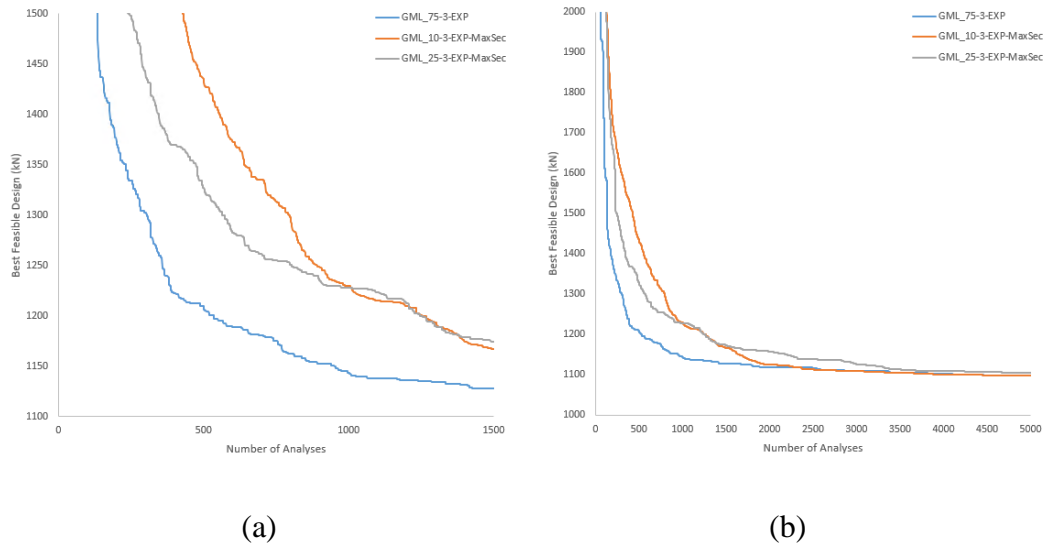 1500
1450
1400
1350
1300
1250
1200
1150
1100
Best Feasible Design (kN)
0
500
1000
1500
Number of Analyses
GML_75-3-EXP
GML_10-3-EXP-MaxSec
GML_25-3-EXP-MaxSec
(a)
2000
1900
1800
1700
1600
1500
1400
1300
1200
1100
1000
Best Feasible Design (kN)
0
500
1000
1500
2000
2500
3000
3500
4000
4500
5000
Number of Analyses
GML_75-3-EXP
GML_10-3-EXP-MaxSec
GML_25-3-EXP-MaxSec
(b)